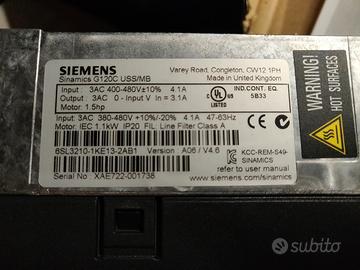 SIEMENS
Sinamics G120C USS/MB
Varey Road, Congleton, CW12 1PH
Made in United Kingdom
Input : 3AC 400-480V±10% 4.1A
Output : 3AC 0 - Input V In = 3.1A
Motor: 1.5hp
UL
LISTED
IND.CONT. EQ.
5B33
Input: 3AC 380-480V +10%/-20% 4.1A 47-63Hz
Motor: IEC 1.1kW IP20 FIL Line Filter Class A
6SL3210-1KE13-2AB1 Version : A06 / V4.6
Serial No : XAE722-001738
KCC-REM-S49-
SINAMICS
refer to user manual
www.siemens.com/sinamics
WARNING!
HOT SURFACE
subito